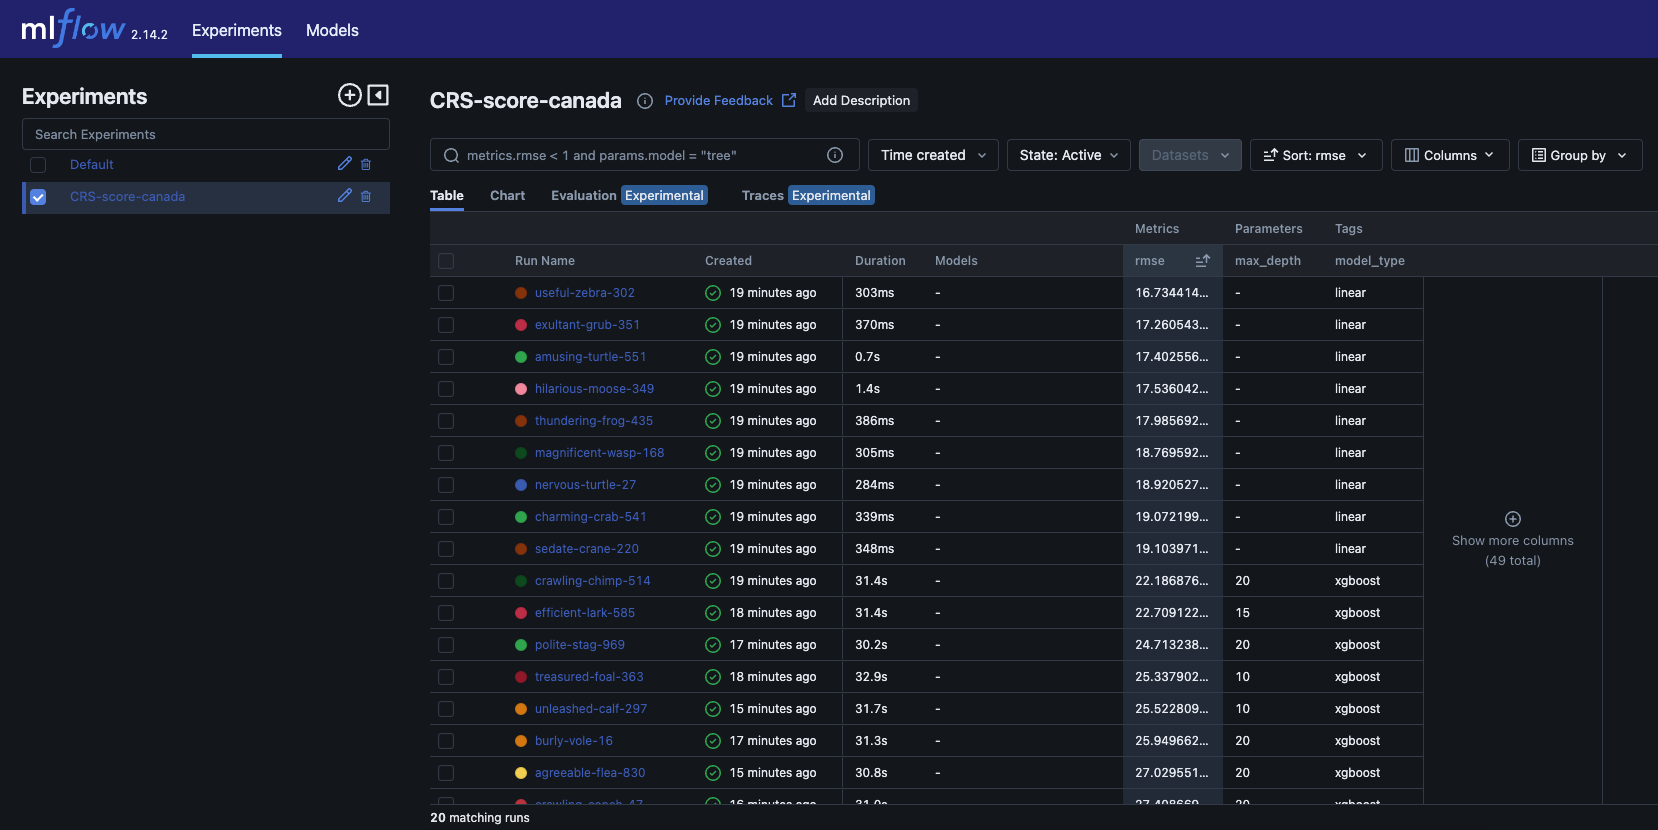 mlflow 2.14.2 Experiments Models
Experiments
Search Experiments
Default
CRS-score-canada
CRS-score-canada Provide Feedback Add Description
metrics.rmse < 1 and params.model = "tree" Time created State: Active Datasets Sort: rmse Columns Group by
Table Chart Evaluation Experimental Traces Experimental
Metrics Parameters Tags
Run Name Created Duration Models rmse max_depth model_type
useful-zebra-302 19 minutes ago 303ms - 16.734414... - linear
exultant-grub-351 19 minutes ago 370ms - 17.260543... - linear
amusing-turtle-551 19 minutes ago 0.7s - 17.402556... - linear
hilarious-moose-349 19 minutes ago 1.4s - 17.536042... - linear
thundering-frog-435 19 minutes ago 386ms - 17.985692... - linear
magnificent-wasp-168 19 minutes ago 305ms - 18.769592... - linear
nervous-turtle-27 19 minutes ago 284ms - 18.920527... - linear
charming-crab-541 19 minutes ago 339ms - 19.072199... - linear
sedate-crane-220 19 minutes ago 348ms - 19.103971... - linear
crawling-chimp-514 19 minutes ago 31.4s - 22.186876... 20 xgboost
efficient-lark-585 18 minutes ago 31.4s - 22.709122... 15 xgboost
polite-stag-969 17 minutes ago 30.2s - 24.713238... 20 xgboost
treasured-foal-363 18 minutes ago 32.9s - 25.337902... 10 xgboost
unleashed-calf-297 15 minutes ago 31.7s - 25.522809... 10 xgboost
burly-vole-16 17 minutes ago 31.3s - 25.949662... 20 xgboost
agreeable-flea-830 15 minutes ago 30.8s - 27.029551... 20 xgboost
Show more columns
(49 total)
20 matching runs